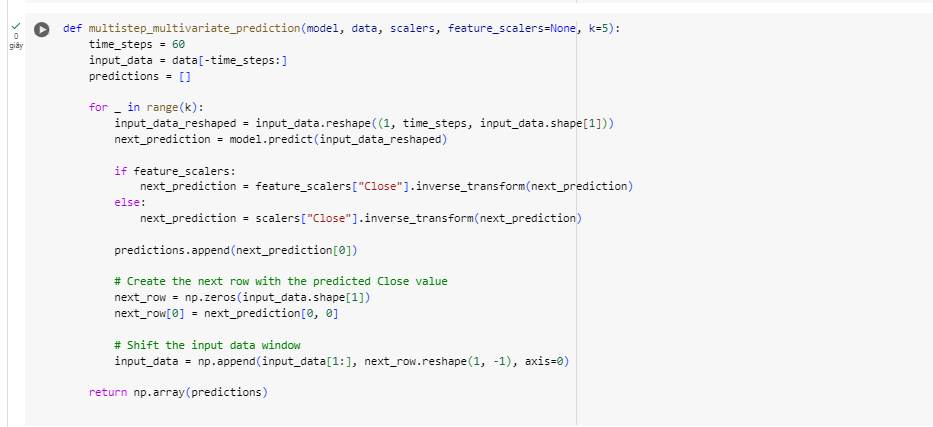 0
giây
def multistep_multivariate_prediction(model, data, scalers, feature_scalers=None, k=5):
    time_steps = 60
    input_data = data[-time_steps:]
    predictions = []
    for _ in range(k):
        input_data_reshaped = input_data.reshape((1, time_steps, input_data.shape[1]))
        next_prediction = model.predict(input_data_reshaped)
        if feature_scalers:
            next_prediction = feature_scalers["Close"].inverse_transform(next_prediction)
        else:
            next_prediction = scalers["Close"].inverse_transform(next_prediction)
        predictions.append(next_prediction[0])
        # Create the next row with the predicted Close value
        next_row = np.zeros(input_data.shape[1])
        next_row[0] = next_prediction[0, 0]
        # Shift the input data window
        input_data = np.append(input_data[1:], next_row.reshape(1, -1), axis=0)
    return np.array(predictions)